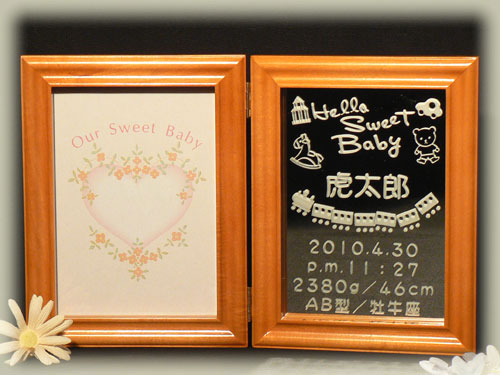 Our Sweet Baby
Hello
Sweet
Baby
虎太郎
2010.4.30
p.m.11:27
2380g/46cm
AB型/牡牛座